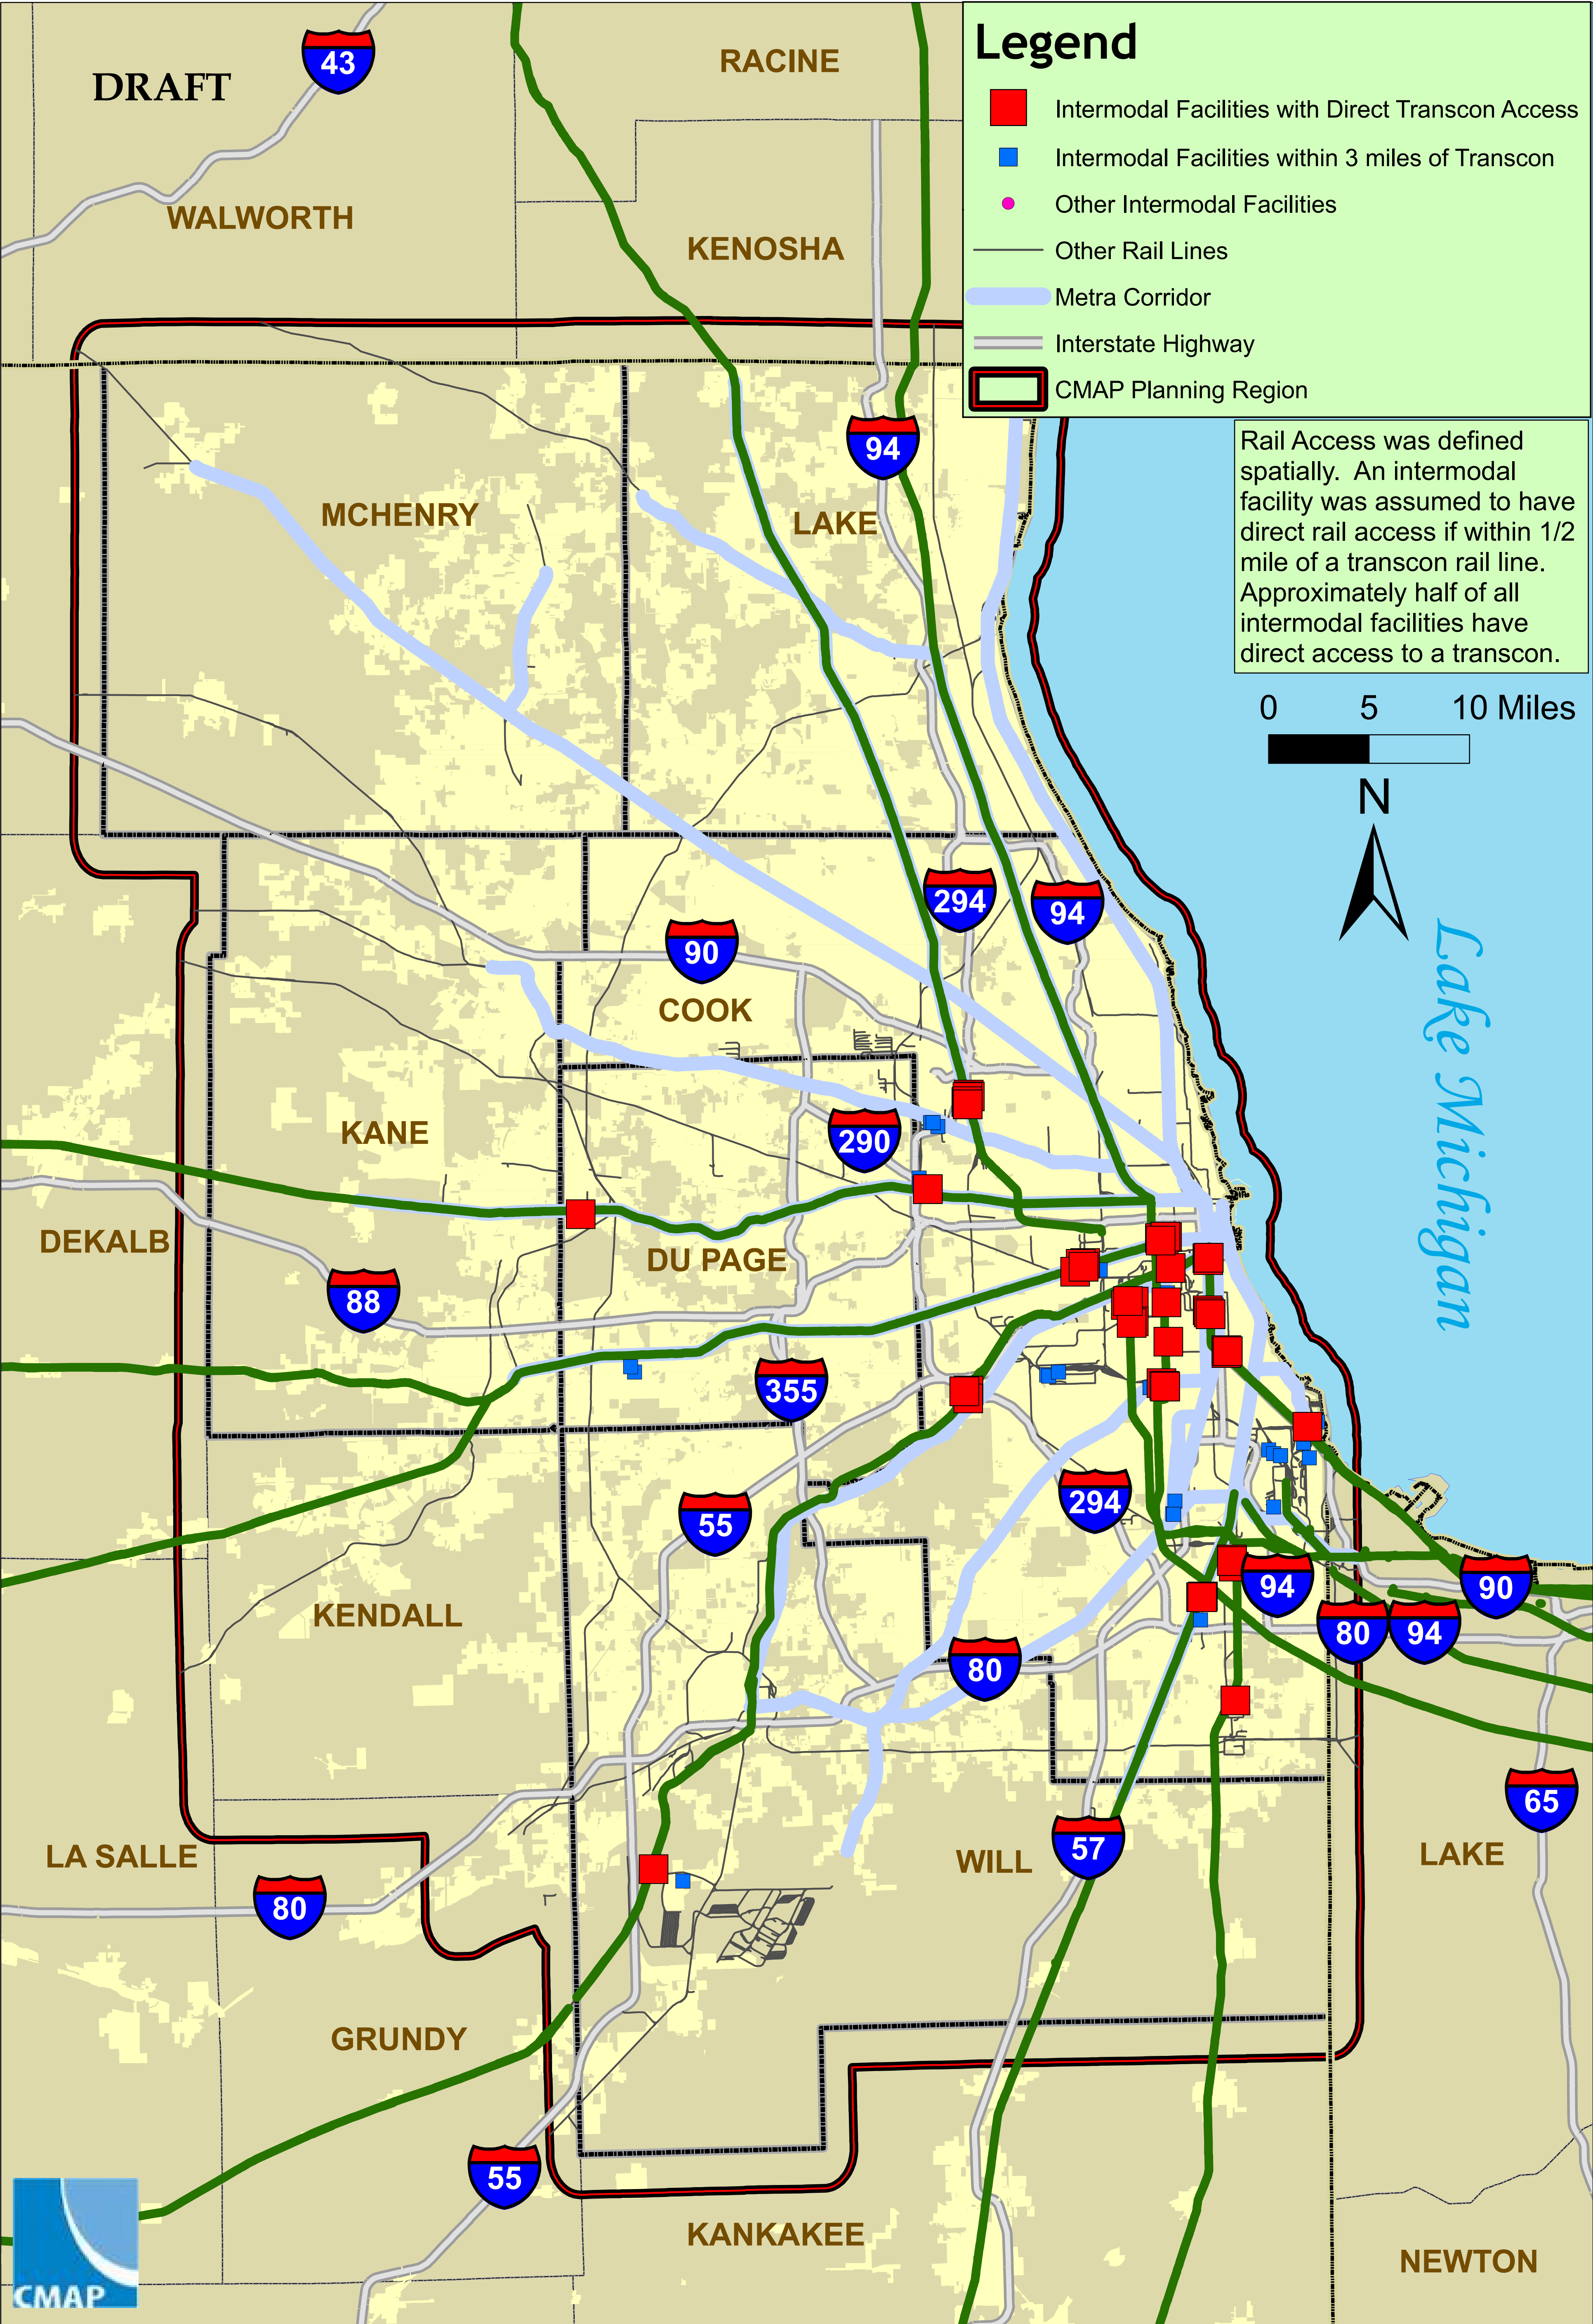 DRAFT
43
RACINE
WALWORTH
KENOSHA
Legend
Intermodal Facilities with Direct Transcon Access
Intermodal Facilities within 3 miles of Transcon
Other Intermodal Facilities
Other Rail Lines
Metra Corridor
Interstate Highway
CMAP Planning Region
Rail Access was defined
spatially. An intermodal
facility was assumed to have
direct rail access if within 1/2
mile of a transcon rail line.
Approximately half of all
intermodal facilities have
direct access to a transcon.
0 5 10 Miles
N
94
MCHENRY
LAKE
294
94
90
COOK
Lake Michigan
KANE
290
DEKALB
DU PAGE
88
355
55
294
94
90
KENDALL
80
94
80
65
LA SALLE
80
WILL
57
LAKE
GRUNDY
55
KANKAKEE
NEWTON
CMAP